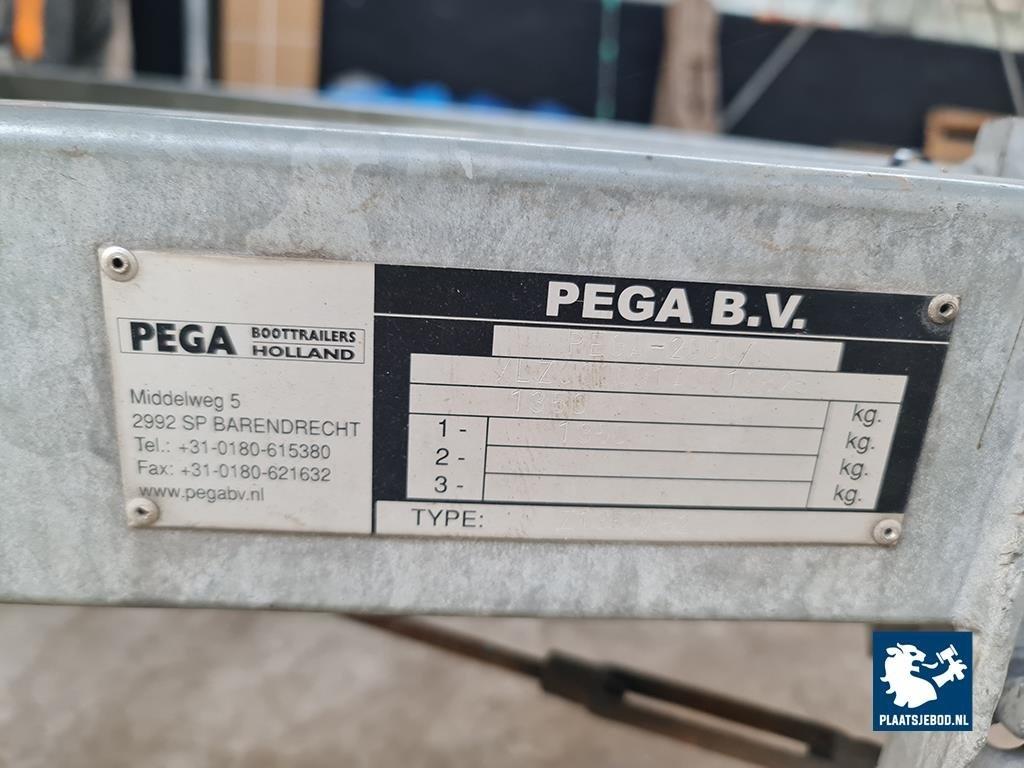 PEGA BOOTTRAILERS
HOLLAND
Middelweg 5
2992 SP BARENDRECHT
Tel.: +31-0180-615380
Fax: +31-0180-621632
www.pegabv.nl
PEGA B.V.
1350 kg.
1 - kg.
2 - kg.
3 - kg.
TYPE:
PLAATSJEBOD.NL